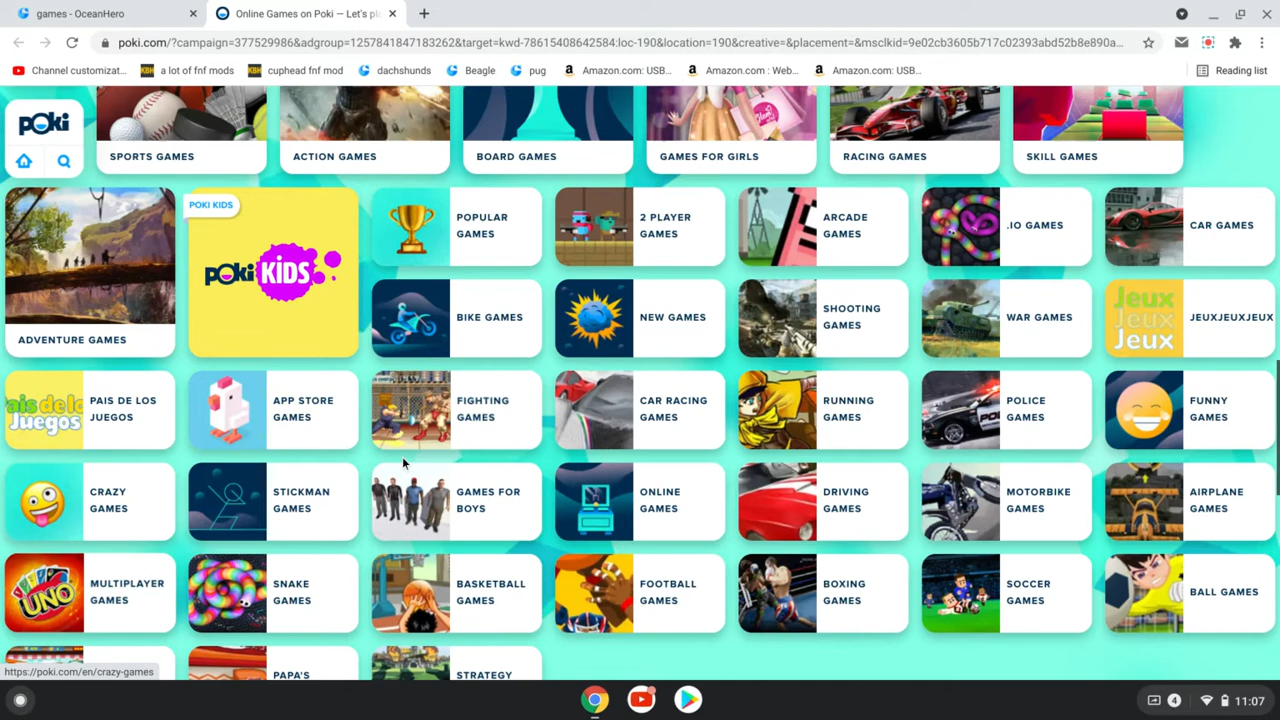 games - OceanHero
Online Games on Poki — Let's pl
poki.com/?campaign=377529986&adgroup=1257841847183262&target=kwd-78615408642584:loc-190&location=190&creative=&placement=&msclkid=9e02cb3605b717c02393abd52b8e890a...
Channel customizat...
a lot of fnf mods
cuphead fnf mod
dachshunds
Beagle
pug
Amazon.com: USB...
Amazon.com : Web...
Amazon.com: USB...
Reading list
POKI
SPORTS GAMES
ACTION GAMES
BOARD GAMES
GAMES FOR GIRLS
RACING GAMES
SKILL GAMES
ADVENTURE GAMES
POKI KIDS
POKI KIDS
POPULAR
GAMES
2 PLAYER
GAMES
ARCADE
GAMES
.IO GAMES
CAR GAMES
BIKE GAMES
NEW GAMES
SHOOTING
GAMES
WAR GAMES
Jeux
Jeux
Jeux
JEUXJEUXJEUX
Pais de lo
Juegos
PAIS DE LOS
JUEGOS
APP STORE
GAMES
FIGHTING
GAMES
CAR RACING
GAMES
RUNNING
GAMES
POLICE
GAMES
FUNNY
GAMES
CRAZY
GAMES
STICKMAN
GAMES
GAMES FOR
BOYS
ONLINE
GAMES
DRIVING
GAMES
MOTORBIKE
GAMES
AIRPLANE
GAMES
UNO
MULTIPLAYER
GAMES
SNAKE
GAMES
BASKETBALL
GAMES
FOOTBALL
GAMES
BOXING
GAMES
SOCCER
GAMES
BALL GAMES
PAPA'S
STRATEGY
https://poki.com/en/crazy-games
4
11:07